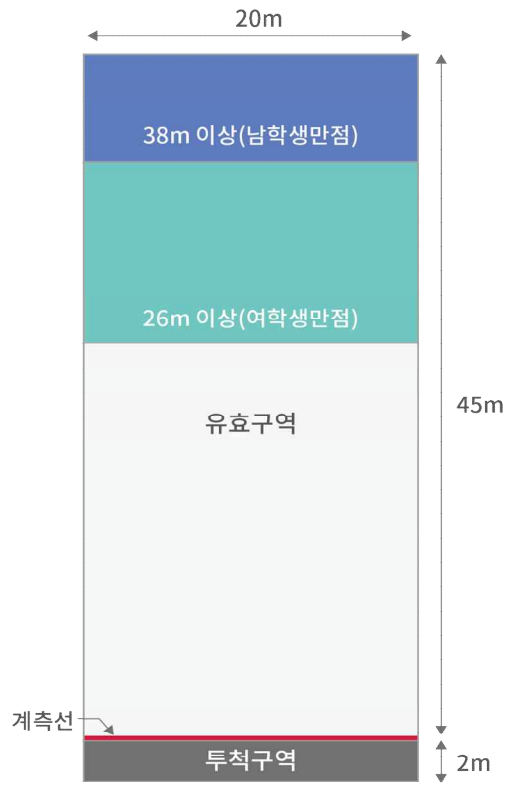 20m
38m 이상(남학생만점)
26m 이상(여학생만점)
45m
유효구역
계측선
투척구역
2m